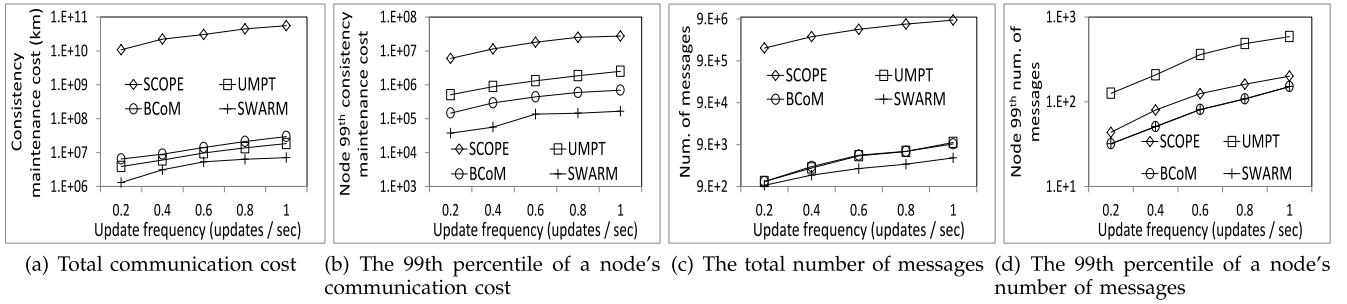 Consistency
maintenance cost (km)
1.E+11
1.E+10
1.E+09
1.E+08
1.E+07
1.E+06
SCOPE
UMPT
BCoM
SWARM
0.2 0.4 0.6 0.8 1
Update frequency (updates / sec)
(a) Total communication cost
Node 99th consistency
maintenance cost
1.E+08
1.E+07
1.E+06
1.E+05
1.E+04
1.E+03
SCOPE
UMPT
BCoM
SWARM
0.2 0.4 0.6 0.8 1
Update frequency (updates / sec)
(b) The 99th percentile of a node's
communication cost
Num. of messages
9.E+6
9.E+5
9.E+4
9.E+3
9.E+2
SCOPE
UMPT
BCoM
SWARM
0.2 0.4 0.6 0.8 1
Update frequency (updates / sec)
(c) The total number of messages
Node 99th num. of
messages
1.E+3
1.E+2
1.E+1
SCOPE
UMPT
BCoM
SWARM
0.2 0.4 0.6 0.8 1
Update frequency (updates / sec)
(d) The 99th percentile of a node's
number of messages